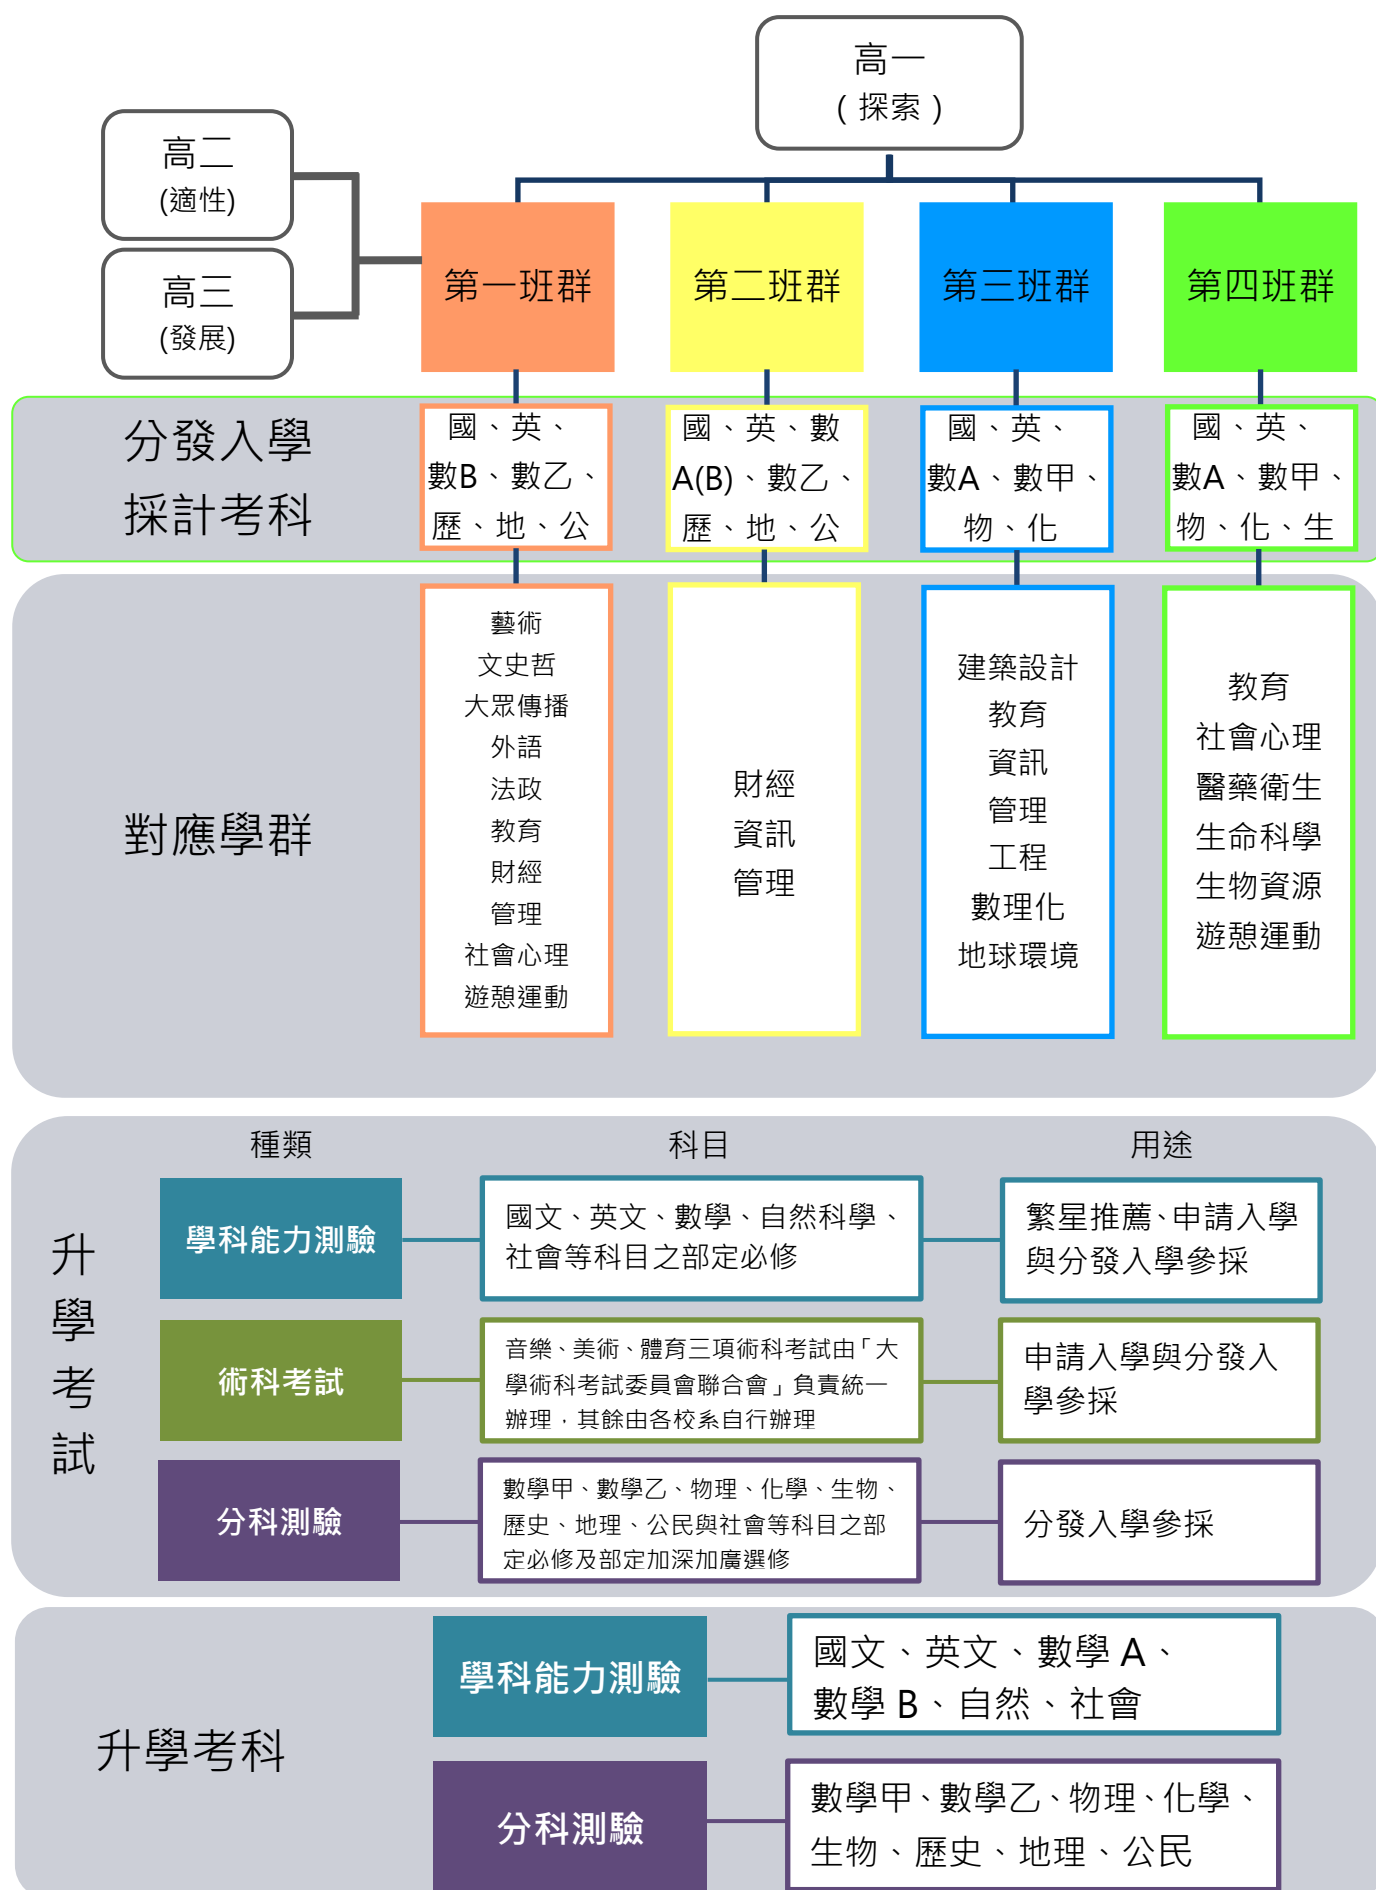 高一
(探索)
高二
(適性)
高三
(發展)
第一班群
第二班群
第三班群
第四班群
分發入學
採計考科
國、英、
數B、數乙、
歷、地、公
國、英、數
A(B)、數乙、
歷、地、公
國、英、
數A、數甲、
物、化
國、英、
數A、數甲、
物、化、生
對應學群
藝術
文史哲
大眾傳播
外語
法政
教育
財經
管理
社會心理
遊憩運動
財經
資訊
管理
建築設計
教育
資訊
管理
工程
數理化
地球環境
教育
社會心理
醫藥衛生
生命科學
生物資源
遊憩運動
升學考試
種類
科目
用途
學科能力測驗
國文、英文、數學、自然科學、
社會等科目之部定必修
繁星推薦、申請入學
與分發入學參採
術科考試
音樂、美術、體育三項術科考試由「大
學術科考試委員會聯合會」負責統一
辦理，其餘由各校系自行辦理
申請入學與分發入
學參採
分科測驗
數學甲、數學乙、物理、化學、生物、
歷史、地理、公民與社會等科目之部
定必修及部定加深加廣選修
分發入學參採
升學考科
學科能力測驗
國文、英文、數學 A、
數學 B、自然、社會
分科測驗
數學甲、數學乙、物理、化學、
生物、歷史、地理、公民